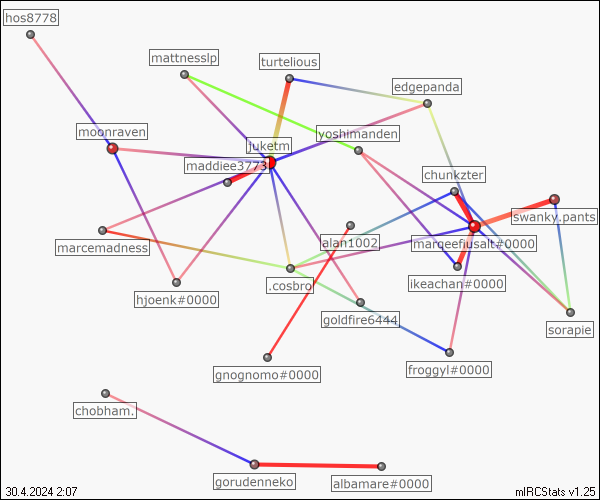 hos8778
mattnesslp
turtelious
edgepanda
moonraven
yoshimanden
juketm
maddiee3773
chunkzter
swanky.pants
marcemadness
alan1002
marqeefulsalt#0000
.cosbro
ikeachan#0000
hjoenk#0000
goldfire6444
sorapie
gnognomo#0000
froggyl#0000
chobham.
gorudenneko
albamare#0000
30.4.2024 2:07
mIRCStats v1.25